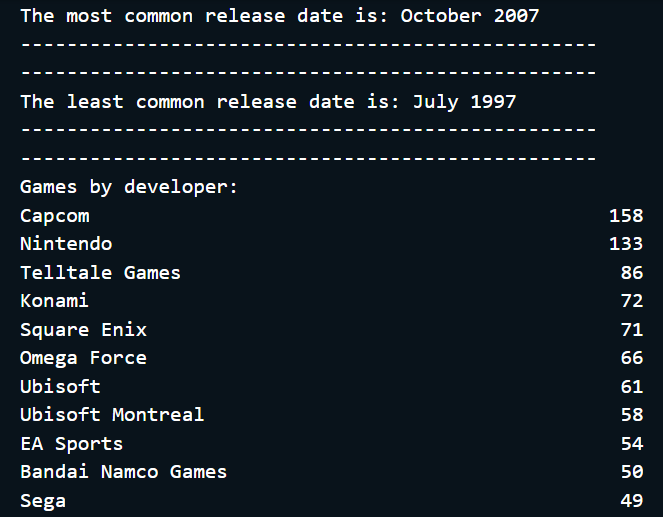 The most common release date is: October 2007
--------------------------------------------------
--------------------------------------------------
The least common release date is: July 1997
--------------------------------------------------
--------------------------------------------------
Games by developer:
Capcom 158
Nintendo 133
Telltale Games 86
Konami 72
Square Enix 71
Omega Force 66
Ubisoft 61
Ubisoft Montreal 58
EA Sports 54
Bandai Namco Games 50
Sega 49